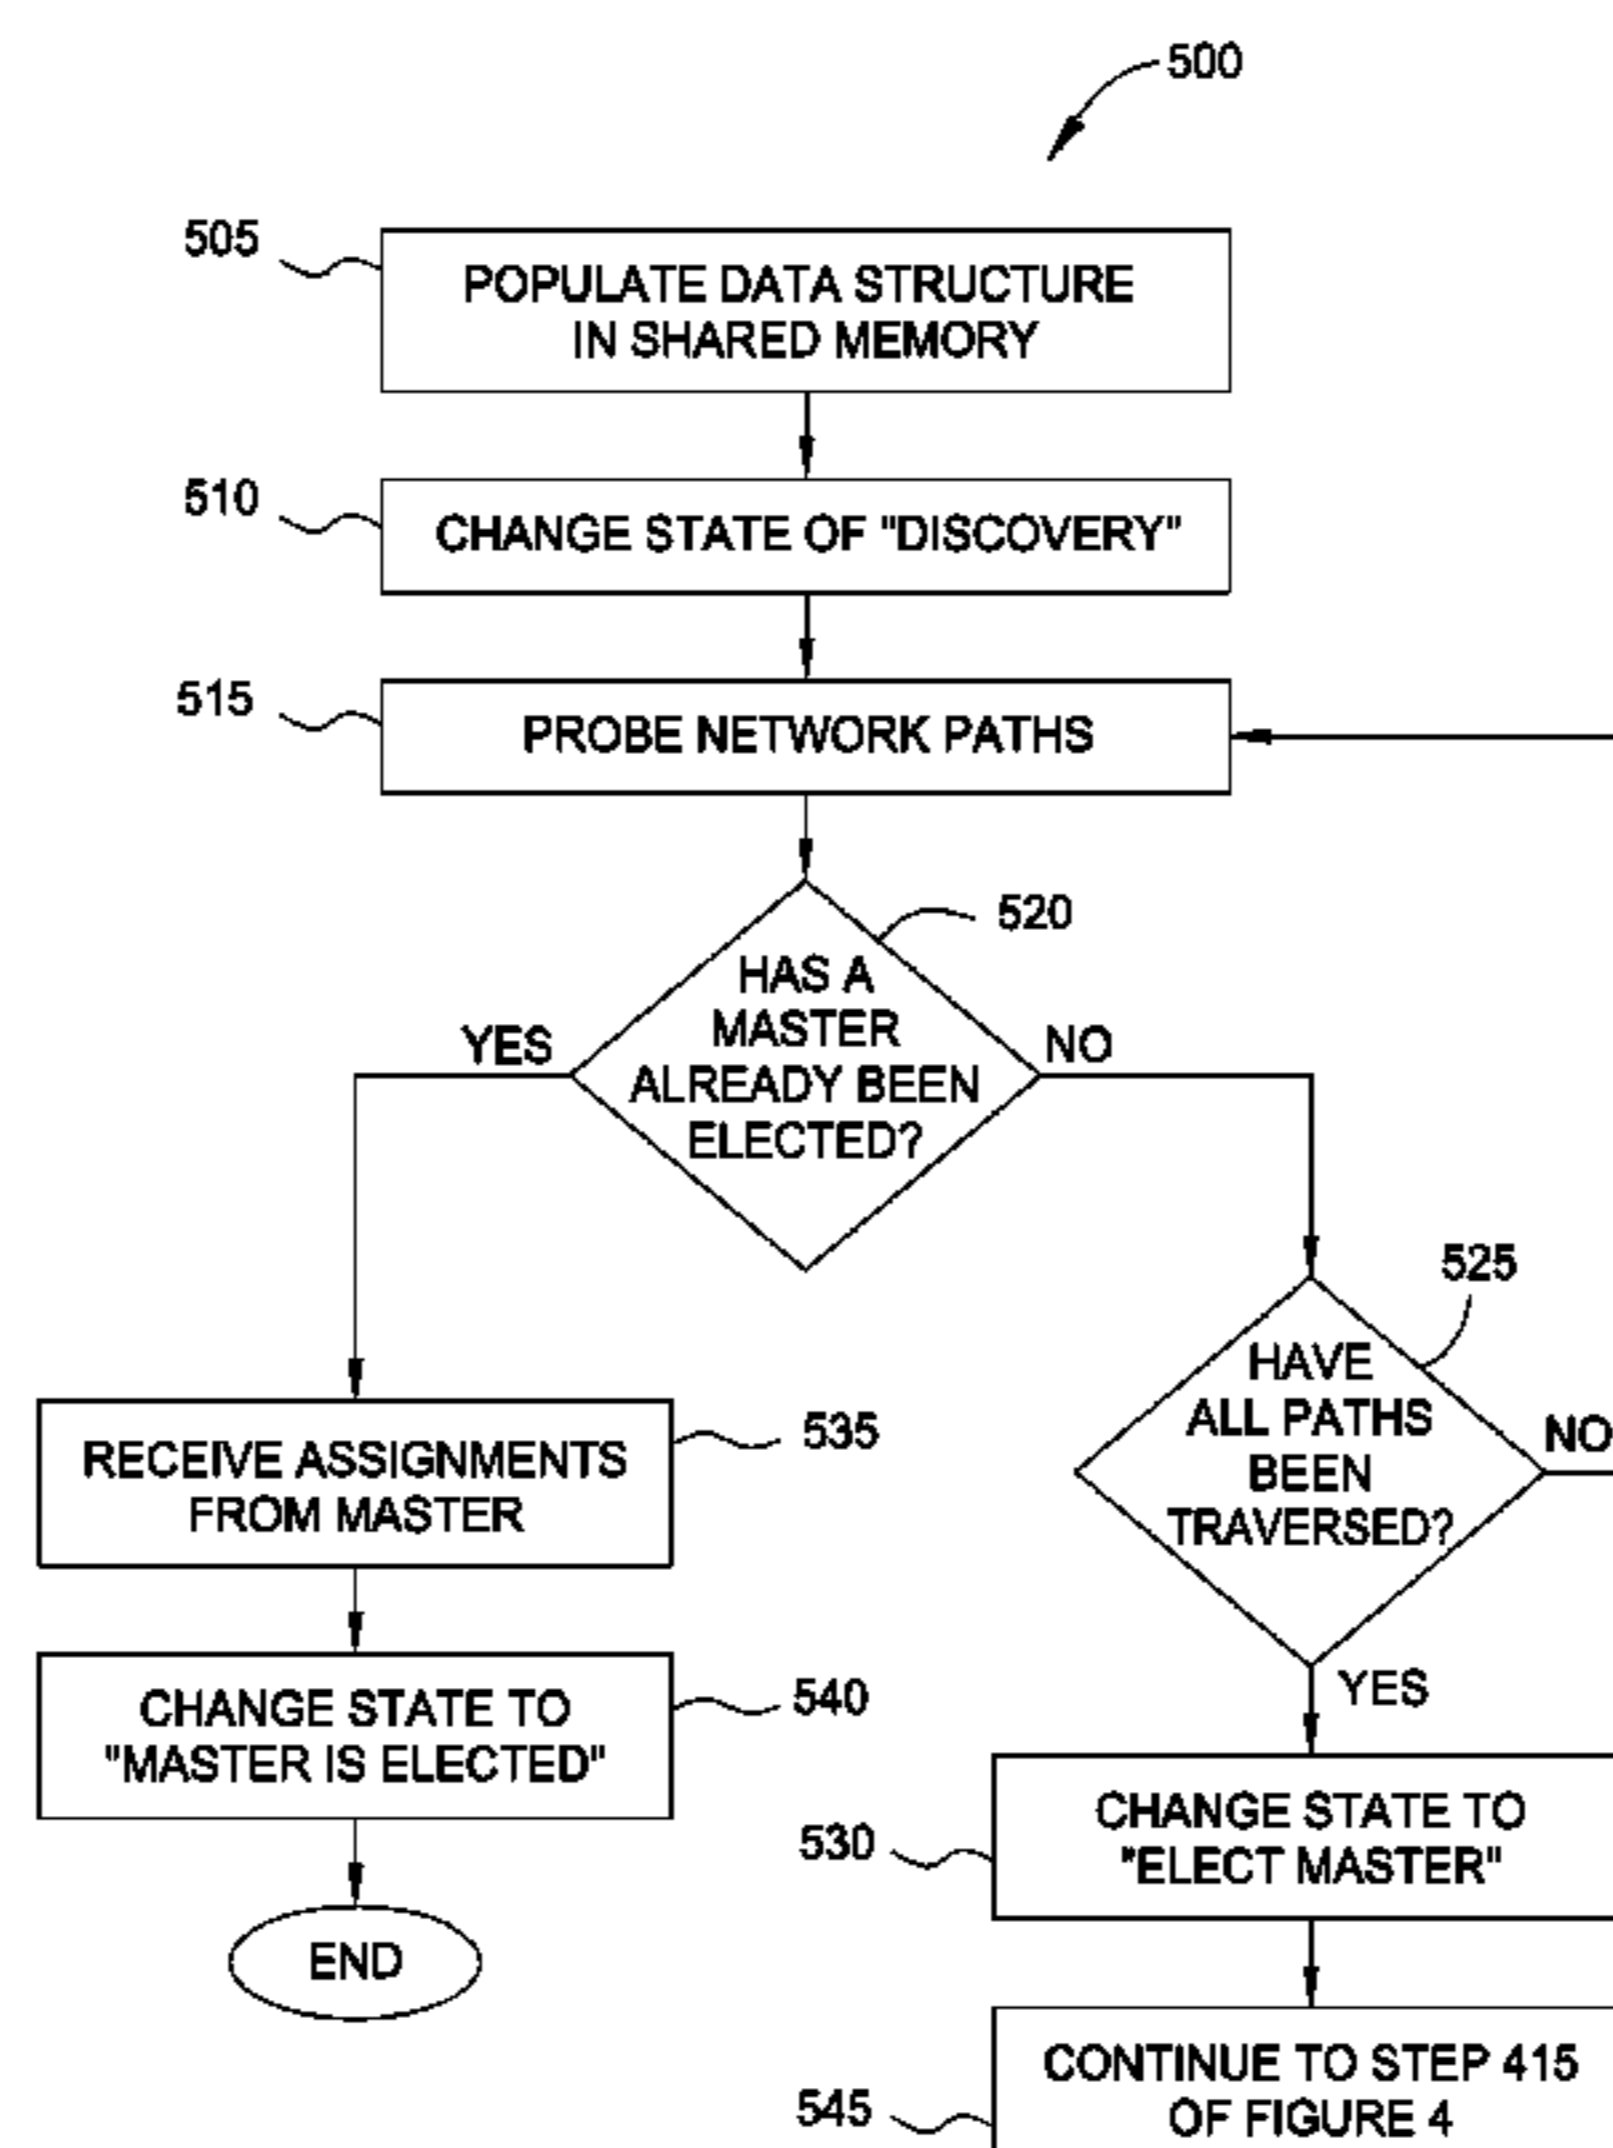 500
505
POPULATE DATA STRUCTURE
IN SHARED MEMORY
510
CHANGE STATE OF "DISCOVERY"
515
PROBE NETWORK PATHS
520
HAS A
MASTER
ALREADY BEEN
ELECTED?
YES
NO
525
HAVE
ALL PATHS
BEEN
TRAVERSED?
NO
YES
RECEIVE ASSIGNMENTS
FROM MASTER
535
CHANGE STATE TO
"MASTER IS ELECTED"
540
END
530
CHANGE STATE TO
"ELECT MASTER"
545
CONTINUE TO STEP 415
OF FIGURE 4